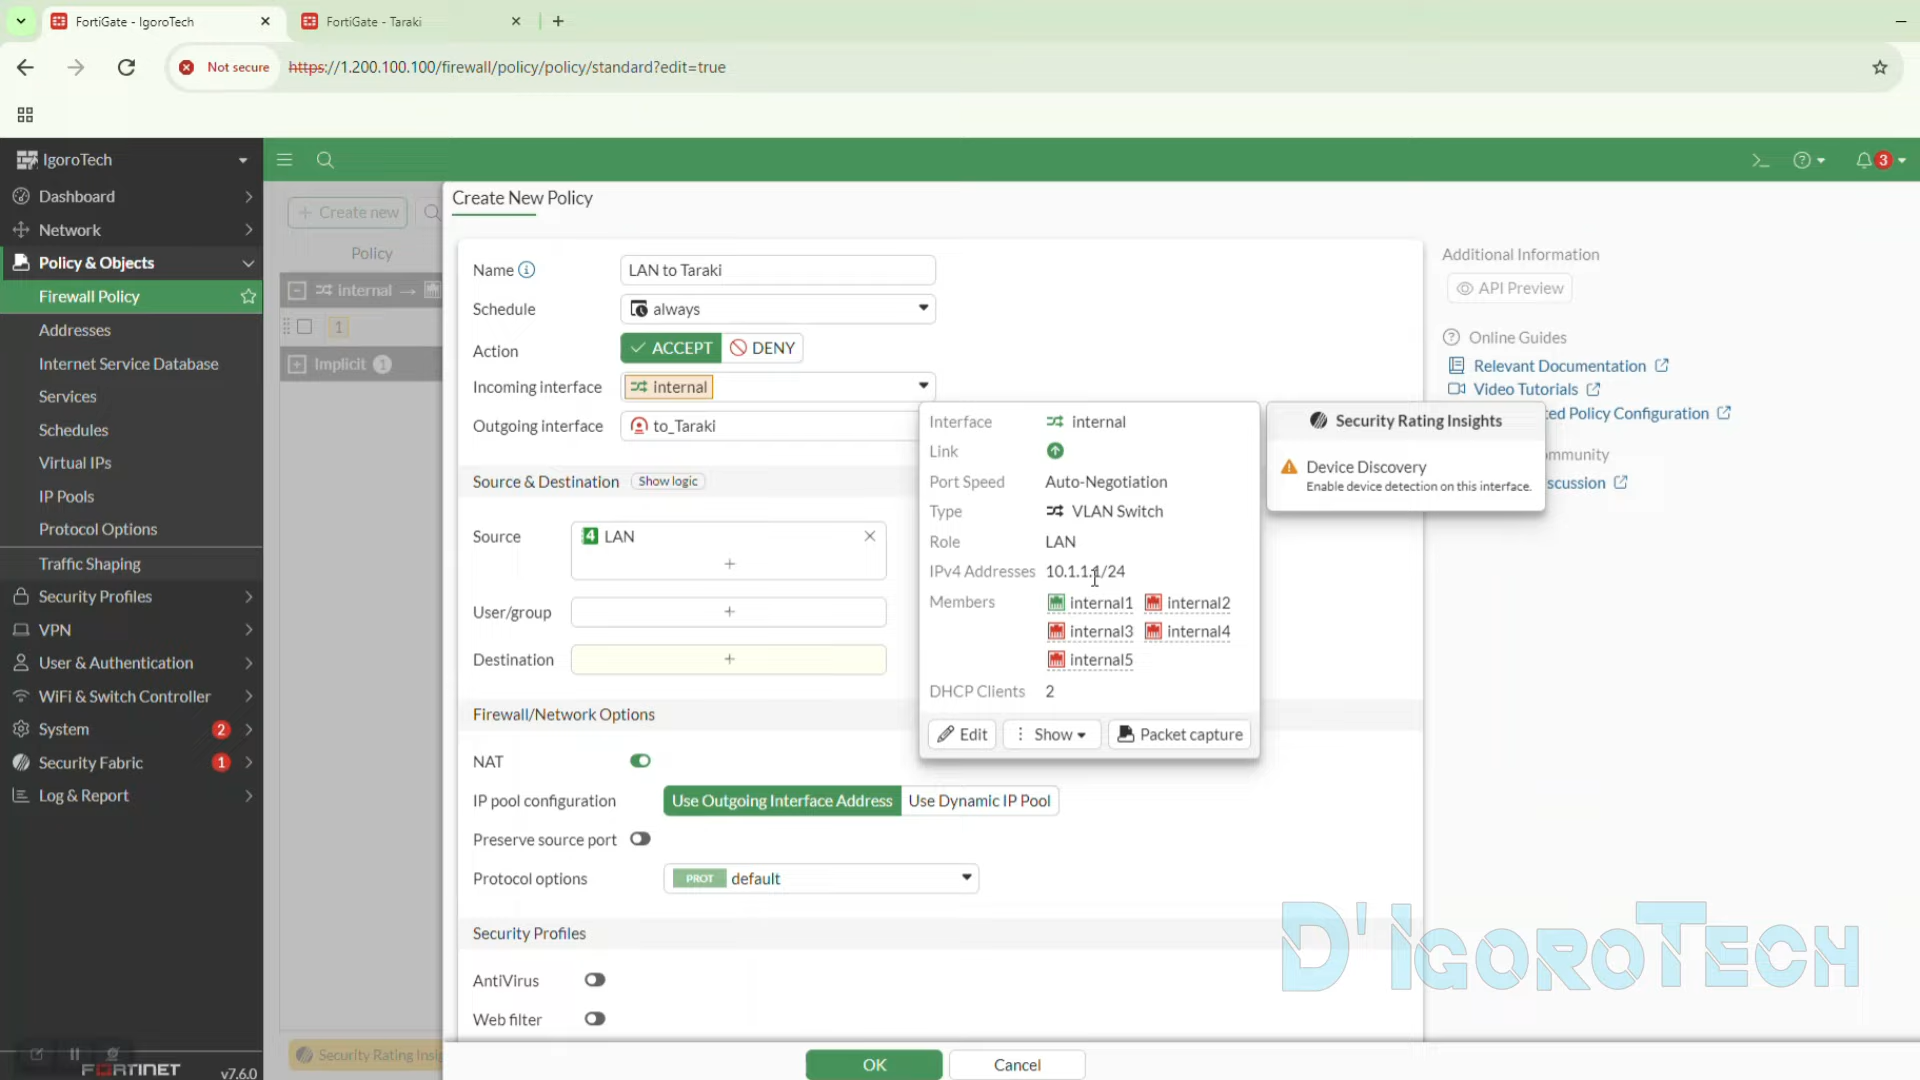 FortiGate - IgoroTech
FortiGate - Taraki
Not secure
https://1.200.100.100/firewall/policy/policy/standard?edit=true
IgoroTech
3
Dashboard
Network
Policy & Objects
Firewall Policy
Addresses
Internet Service Database
Services
Schedules
Virtual IPs
IP Pools
Protocol Options
Traffic Shaping
Security Profiles
VPN
User & Authentication
WiFi & Switch Controller
System 2
Security Fabric 1
Log & Report
FORTINET v7.6.0
Create new
Policy
internal →
1
Implicit 1
Security Rating Insig
Create New Policy
Name LAN to Taraki
Schedule always
Action ACCEPT DENY
Incoming interface internal
Outgoing interface to_Taraki
Source & Destination Show logic
Source 4 LAN
+
User/group +
Destination +
Firewall/Network Options
NAT
IP pool configuration Use Outgoing Interface Address Use Dynamic IP Pool
Preserve source port
Protocol options PROT default
Security Profiles
AntiVirus
Web filter
OK Cancel
Interface internal
Link
Port Speed Auto-Negotiation
Type VLAN Switch
Role LAN
IPv4 Addresses 10.1.1.1/24
Members internal1 internal2
internal3 internal4
internal5
DHCP Clients 2
Edit Show Packet capture
Security Rating Insights
Device Discovery
Enable device detection on this interface.
Additional Information
API Preview
Online Guides
Relevant Documentation
Video Tutorials
ed Policy Configuration
mmunity
scussion
D'IGOROTECH